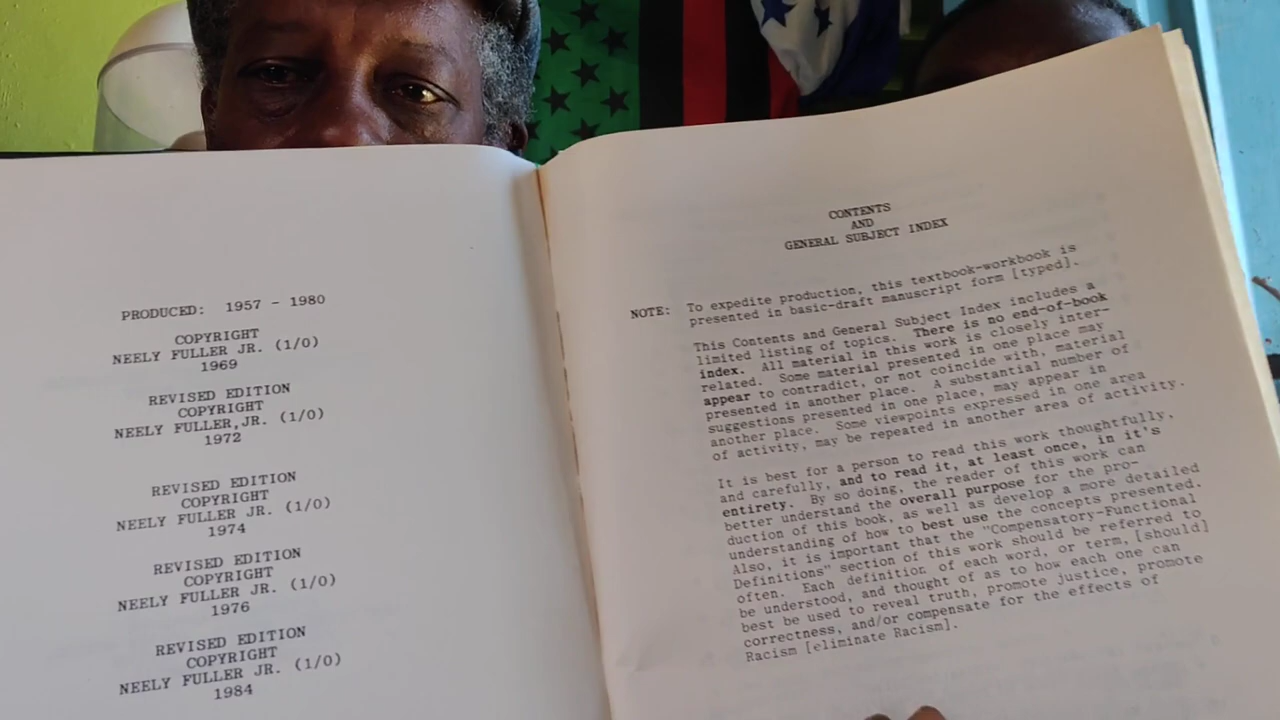 PRODUCED: 1957 - 1980
COPYRIGHT
NEELY FULLER JR. (1/0)
1969
REVISED EDITION
COPYRIGHT
NEELY FULLER,JR. (1/0)
1972
REVISED EDITION
COPYRIGHT
NEELY FULLER JR. (1/0)
1974
REVISED EDITION
COPYRIGHT
NEELY FULLER JR. (1/0)
1976
REVISED EDITION
COPYRIGHT
NEELY FULLER JR. (1/0)
1984
CONTENTS
AND
GENERAL SUBJECT INDEX
NOTE: To expedite production, this textbook-workbook is
presented in basic-draft manuscript form [typed].
This Contents and General Subject Index includes a
limited listing of topics. There is no end-of-book
index. All material in this work is closely inter-
related. Some material presented in one place may
appear to contradict, or not coincide with, material
presented in another place. A substantial number of
suggestions presented in one place, may appear in
another place. Some viewpoints expressed in one area
of activity, may be repeated in another area of activity.
It is best for a person to read this work thoughtfully,
and carefully, and to read it, at least once, in it's
entirety. By so doing, the reader of this work can
better understand the overall purpose for the pro-
duction of this book, as well as develop a more detailed
understanding of how to best use the concepts presented.
Also, it is important that the "Compensatory-Functional
Definitions" section of this work should be referred to
often. Each definition of each word, or term, [should]
be understood, and thought of as to how each one can
best be used to reveal truth, promote justice, promote
correctness, and/or compensate for the effects of
Racism [eliminate Racism].